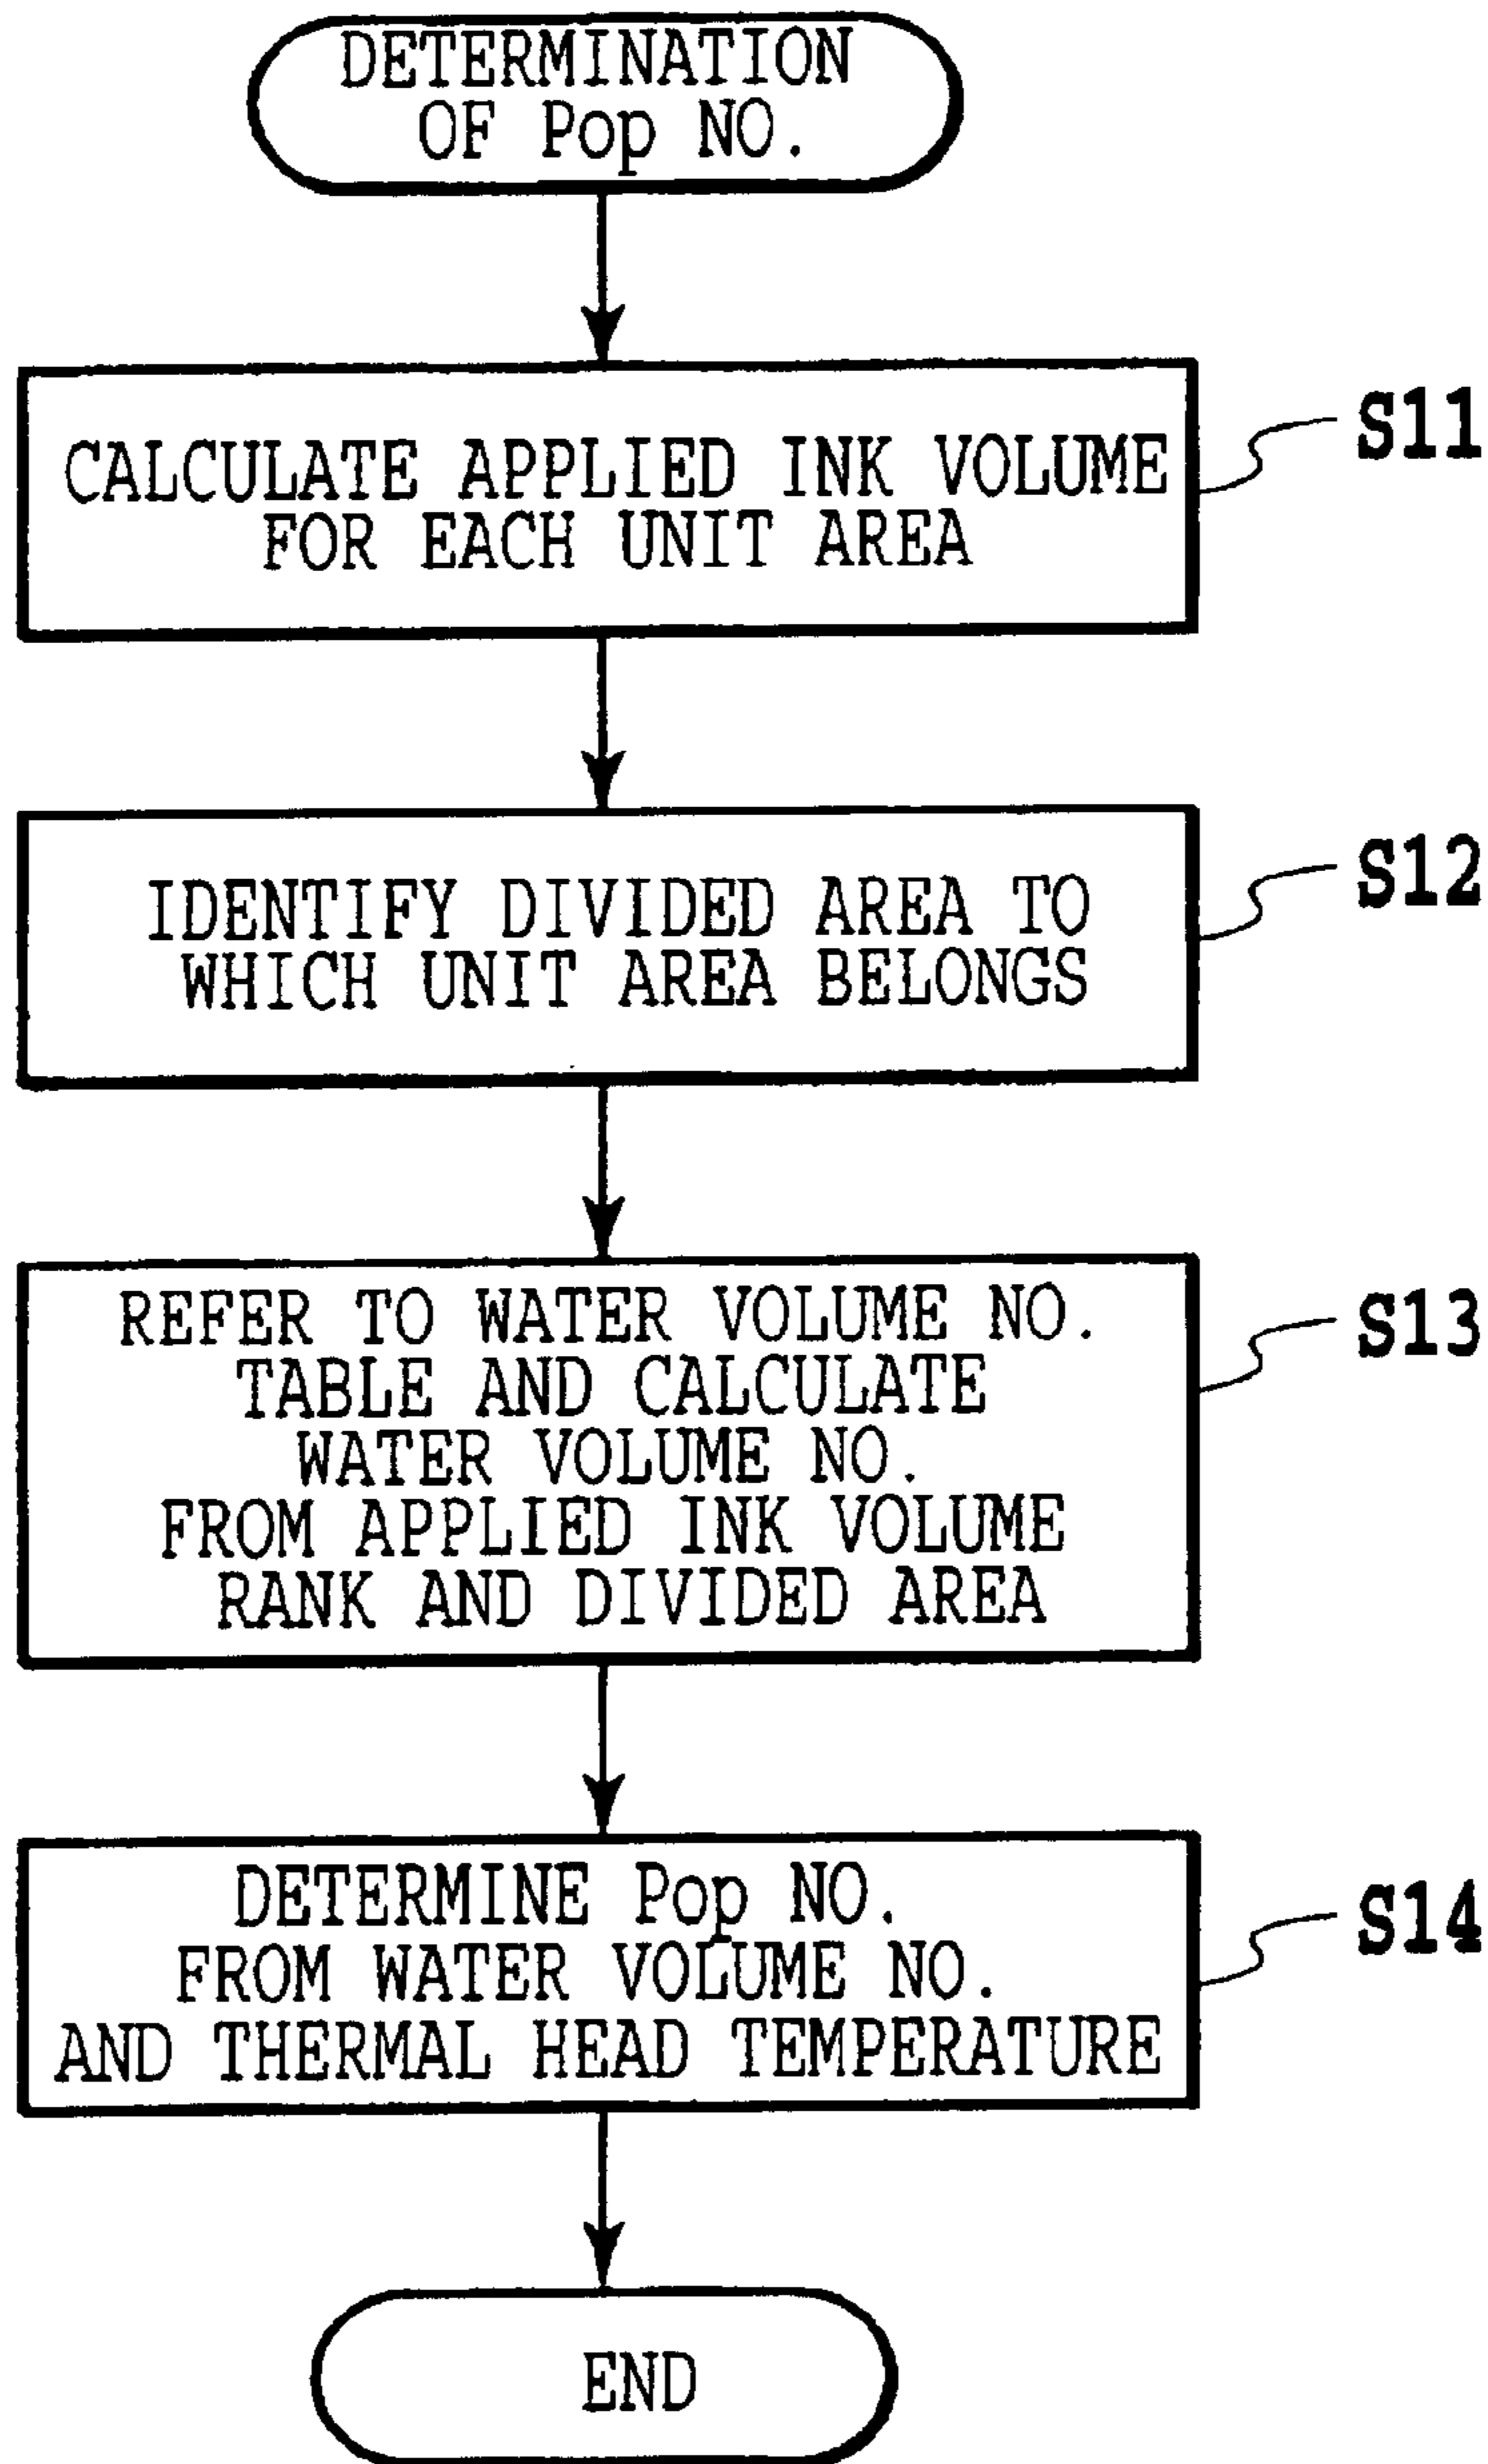 DETERMINATION
OF Pop NO.
CALCULATE APPLIED INK VOLUME
FOR EACH UNIT AREA
S11
IDENTIFY DIVIDED AREA TO
WHICH UNIT AREA BELONGS
S12
REFER TO WATER VOLUME NO.
TABLE AND CALCULATE
WATER VOLUME NO.
FROM APPLIED INK VOLUME
RANK AND DIVIDED AREA
S13
DETERMINE Pop NO.
FROM WATER VOLUME NO.
AND THERMAL HEAD TEMPERATURE
S14
END